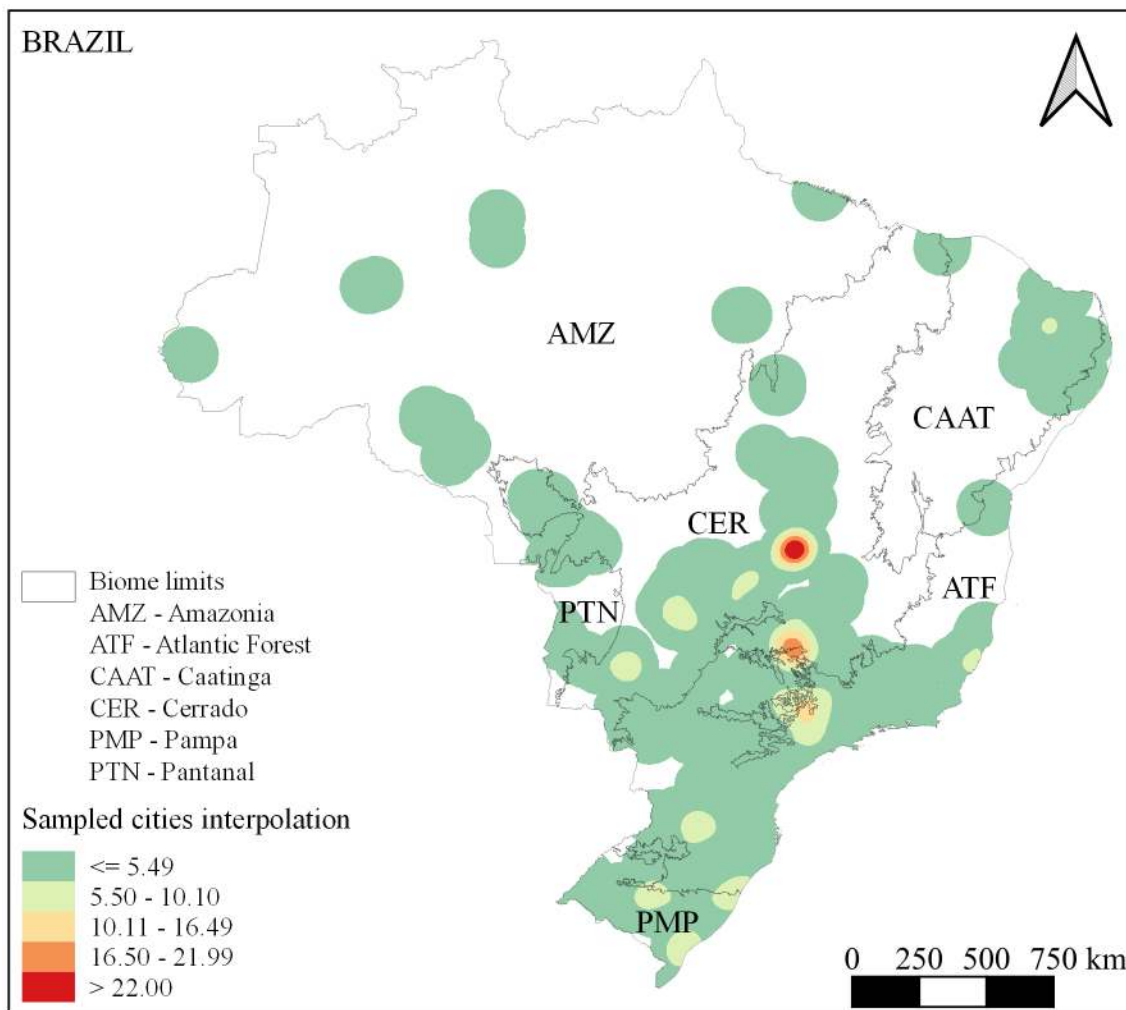 BRAZIL
AMZ
CAAT
CER
ATF
PTN
PMP
Biome limits
AMZ - Amazonia
ATF - Atlantic Forest
CAAT - Caatinga
CER - Cerrado
PMP - Pampa
PTN - Pantanal
Sampled cities interpolation
<= 5.49
5.50 - 10.10
10.11 - 16.49
16.50 - 21.99
> 22.00
0 250 500 750 km